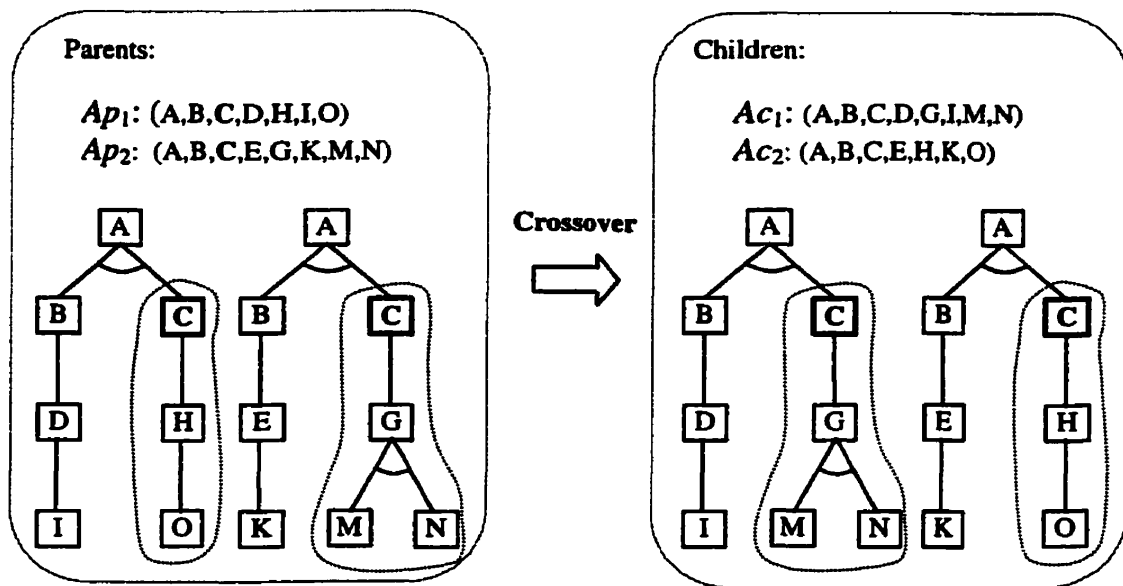 Parents:
Ap1: (A,B,C,D,H,I,O)
Ap2: (A,B,C,E,G,K,M,N)
A A
B C B C
D H E G
I O K M N
Crossover
Children:
Ac1: (A,B,C,D,G,I,M,N)
Ac2: (A,B,C,E,H,K,O)
A A
B C B C
D G E H
I M N K O